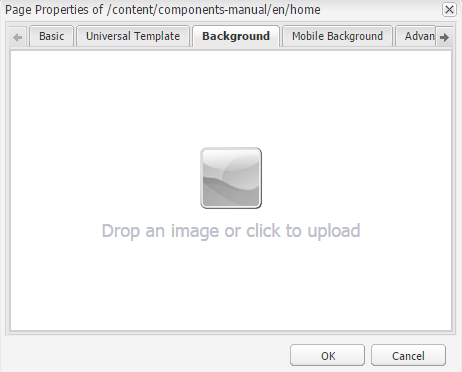 Page Properties of /content/components-manual/en/home
Basic
Universal Template
Background
Mobile Background
Advan
Drop an image or click to upload
OK
Cancel